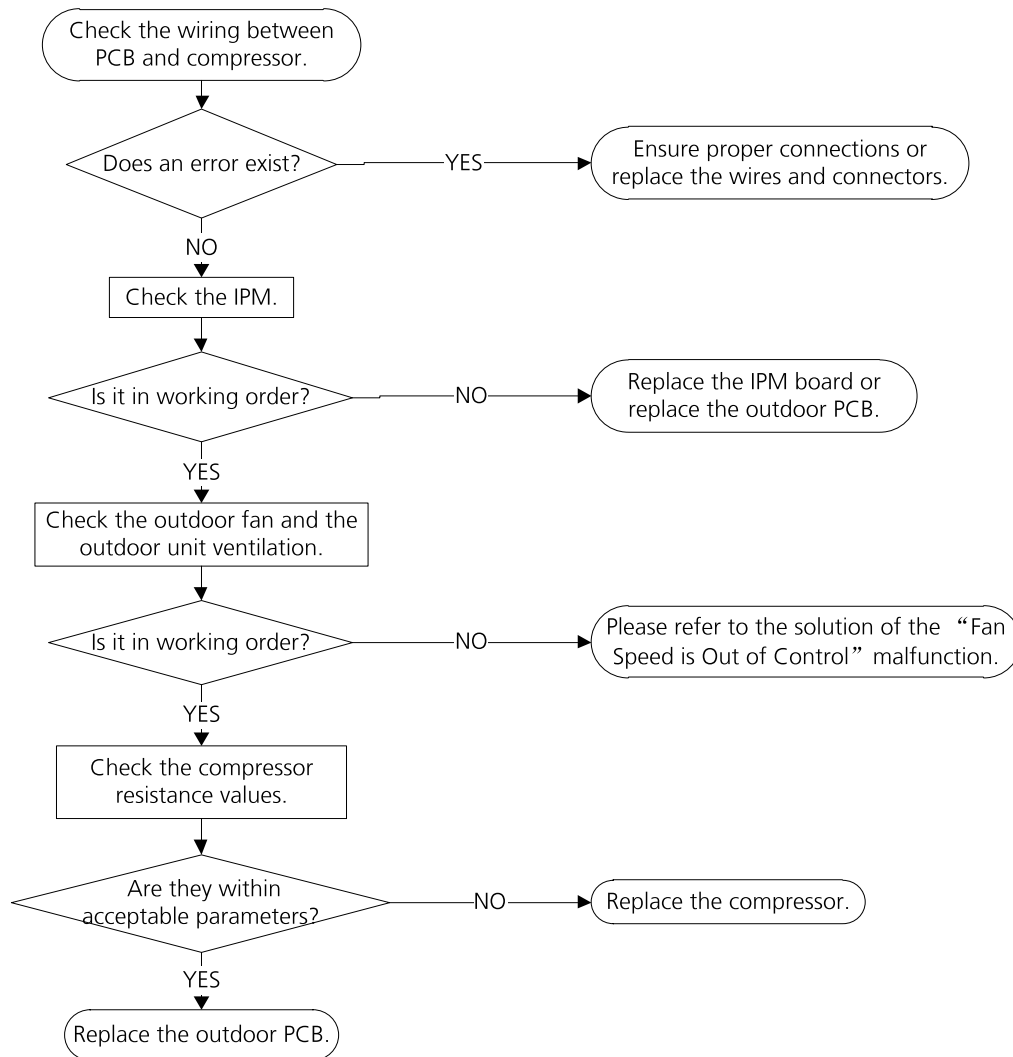 Check the wiring between
PCB and compressor.
Does an error exist?
YES
Ensure proper connections or
replace the wires and connectors.
NO
Check the IPM.
Is it in working order?
NO
Replace the IPM board or
replace the outdoor PCB.
YES
Check the outdoor fan and the
outdoor unit ventilation.
Is it in working order?
NO
Please refer to the solution of the “Fan
Speed is Out of Control” malfunction.
YES
Check the compressor
resistance values.
Are they within
acceptable parameters?
NO
Replace the compressor.
YES
Replace the outdoor PCB.